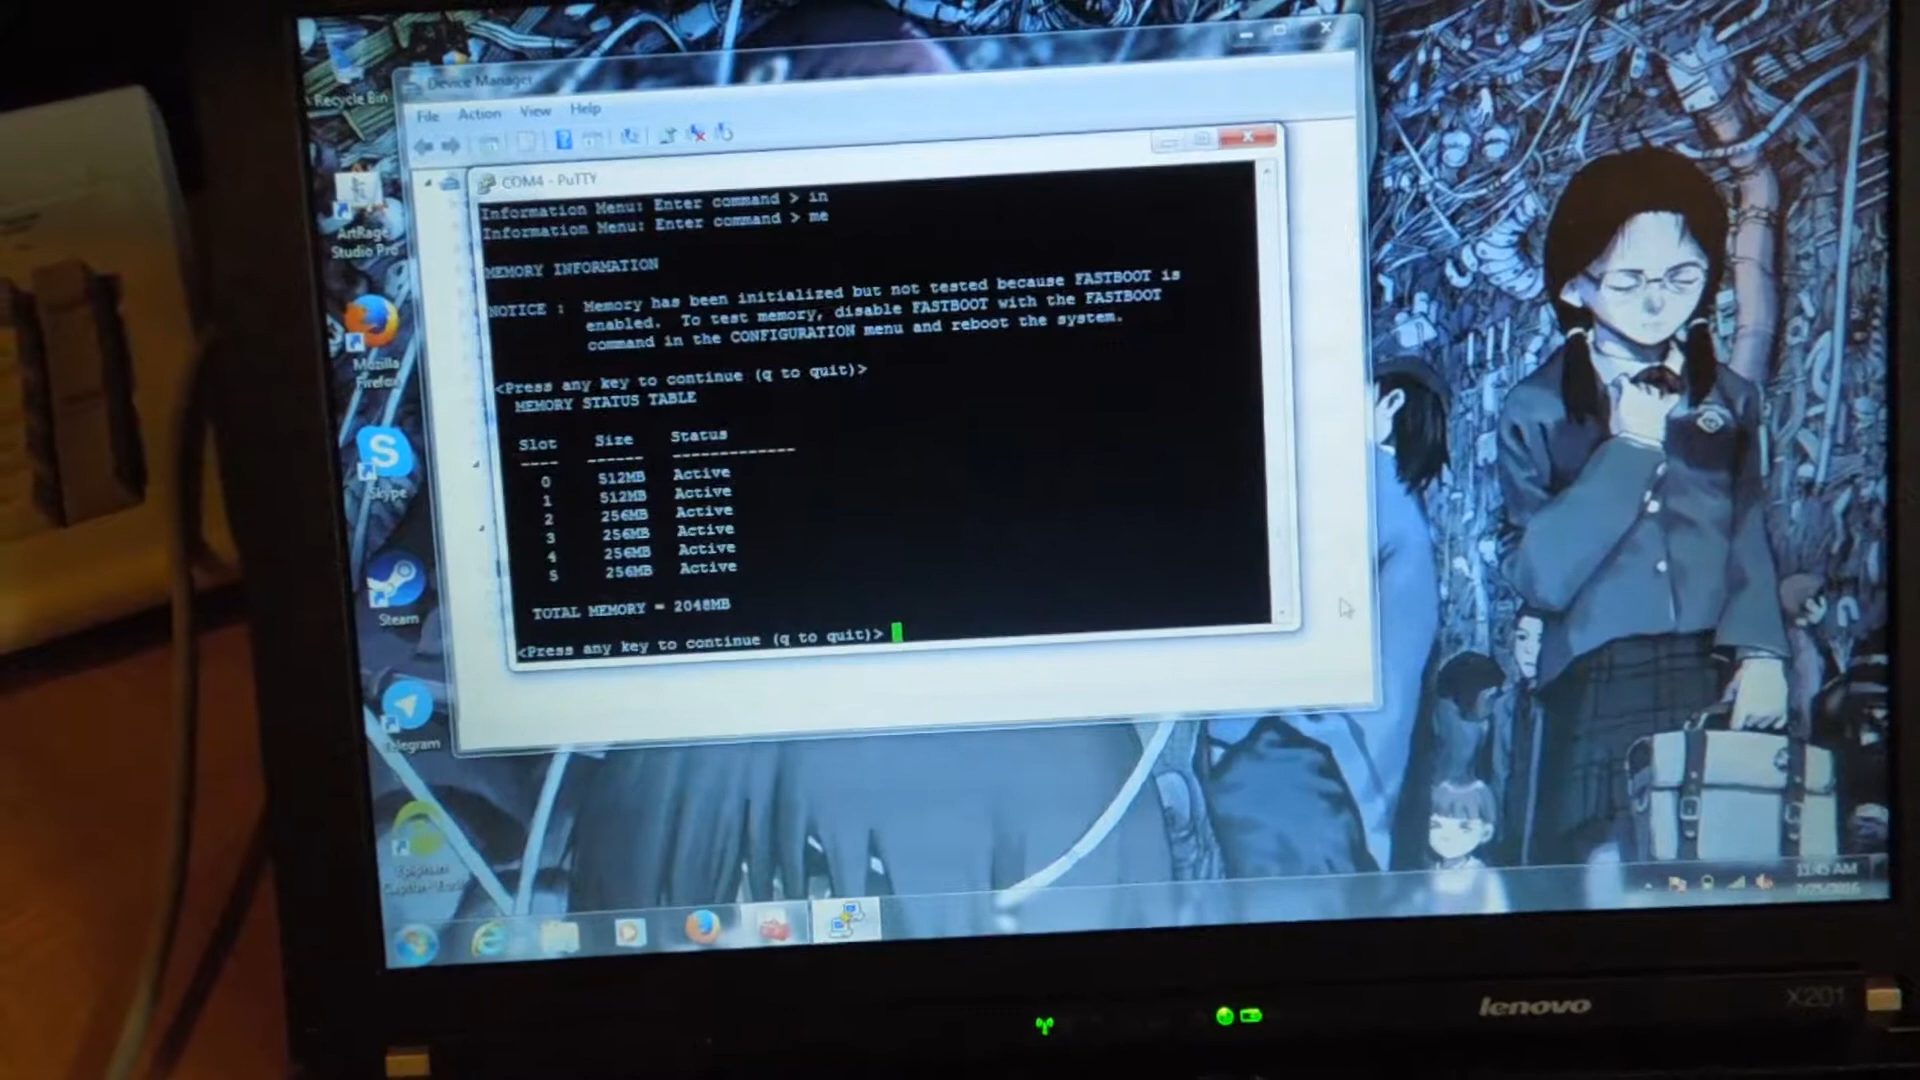 Recycle Bin
Device Manager
File Action View Help
COM4 - PuTTY
Information Menu: Enter command > in
Information Menu: Enter command > me
MEMORY INFORMATION
NOTICE : Memory has been initialized but not tested because FASTBOOT is
enabled. To test memory, disable FASTBOOT with the FASTBOOT
command in the CONFIGURATION menu and reboot the system.
<Press any key to continue (q to quit)>
MEMORY STATUS TABLE
Slot Size Status
---- ------ -------------
0 512MB Active
1 512MB Active
2 256MB Active
3 256MB Active
4 256MB Active
5 256MB Active
TOTAL MEMORY = 2048MB
<Press any key to continue (q to quit)>
ArtRage
Studio Pro
Mozilla
Firefox
Skype
Steam
Telegram
Epiphan
11:45 AM
lenovo
X201